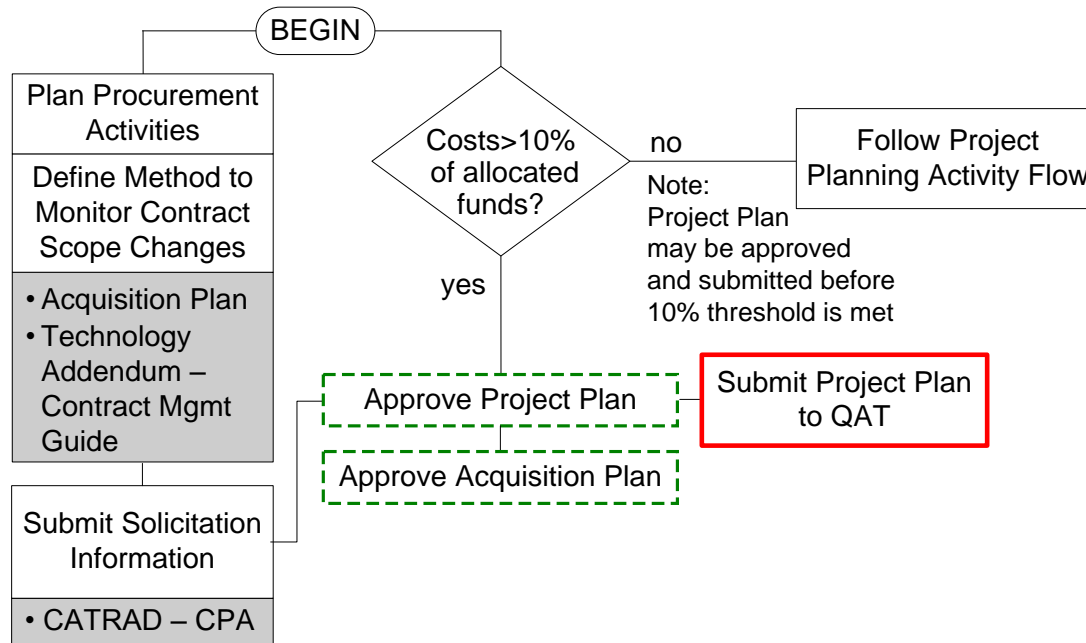 BEGIN
Plan Procurement
Activities
Define Method to
Monitor Contract
Scope Changes
• Acquisition Plan
• Technology
Addendum –
Contract Mgmt
Guide
Submit Solicitation
Information
• CATRAD – CPA
Costs>10%
of allocated
funds?
no
Note:
Project Plan
may be approved
and submitted before
10% threshold is met
Follow Project
Planning Activity Flow
yes
Approve Project Plan
Submit Project Plan
to QAT
Approve Acquisition Plan